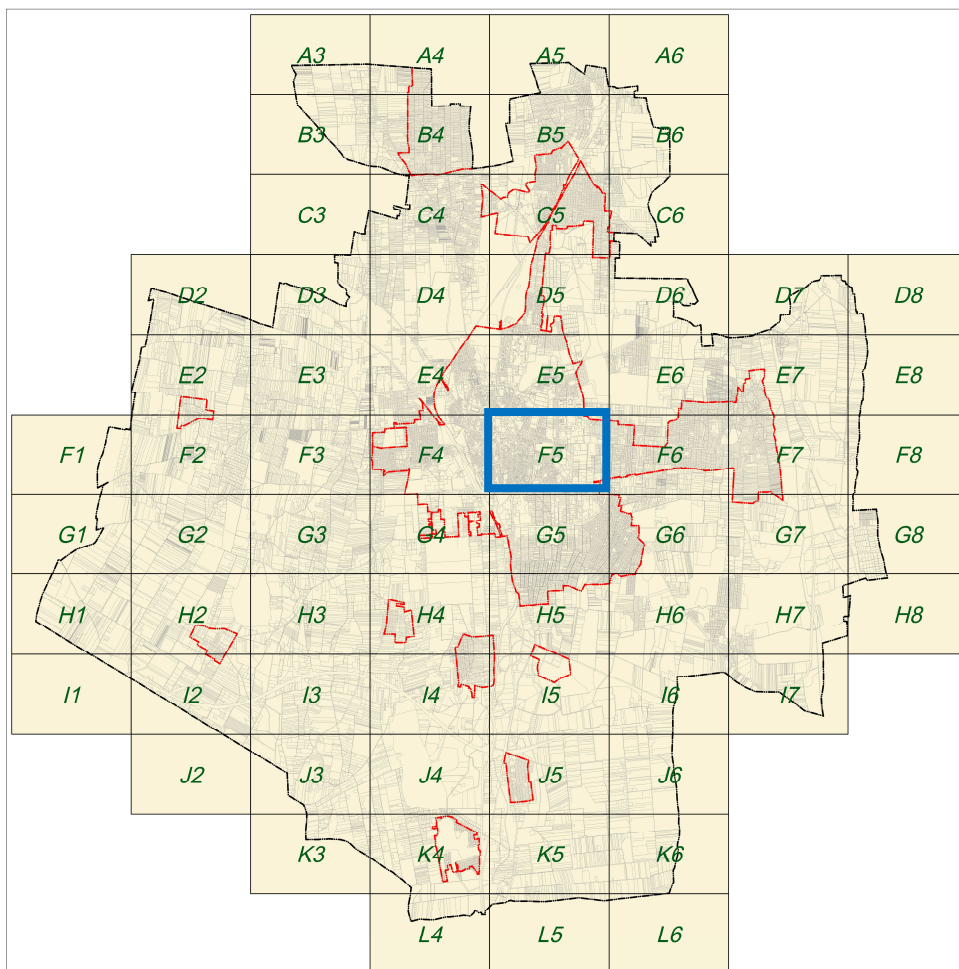 A3 A4 A5 A6
B3 B4 B5 B6
C3 C4 C5 C6
D2 D3 D4 D5 D6 D7 D8
E2 E3 E4 E5 E6 E7 E8
F1 F2 F3 F4 F5 F6 F7 F8
G1 G2 G3 G4 G5 G6 G7 G8
H1 H2 H3 H4 H5 H6 H7 H8
I1 I2 I3 I4 I5 I6 I7
J2 J3 J4 J5 J6
K3 K4 K5 K6
L4 L5 L6